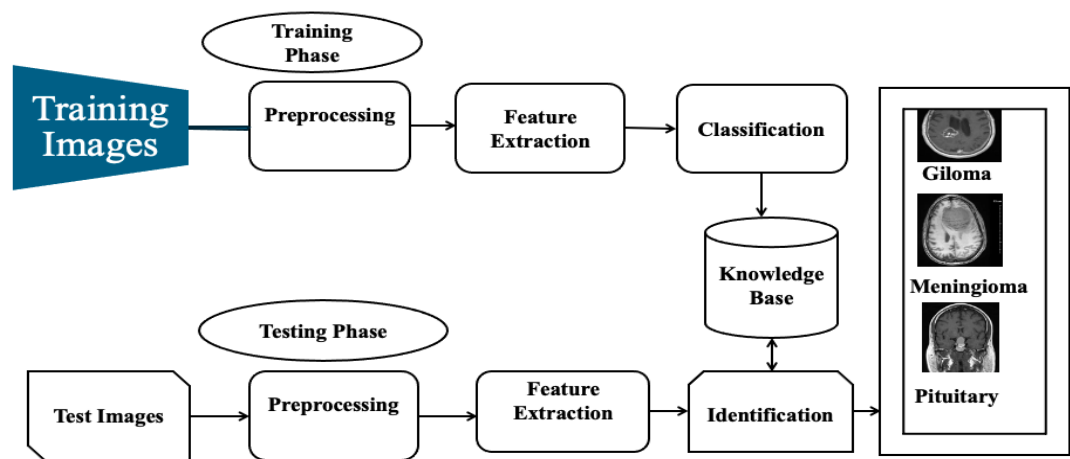 Training
Phase
Training
Images
Preprocessing
Feature
Extraction
Classification
Giloma
Knowledge
Base
Meningioma
Testing Phase
Test Images
Preprocessing
Feature
Extraction
Identification
Pituitary